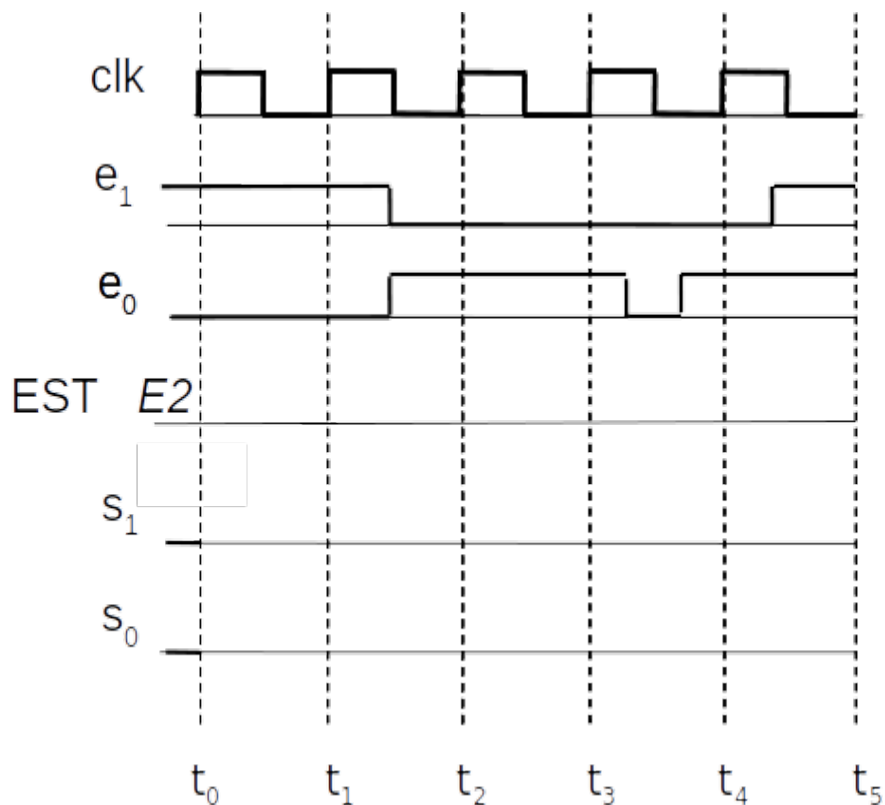 clk
e₁
e₀
EST E2
s₁
s₀
t₀ t₁ t₂ t₃ t₄ t₅